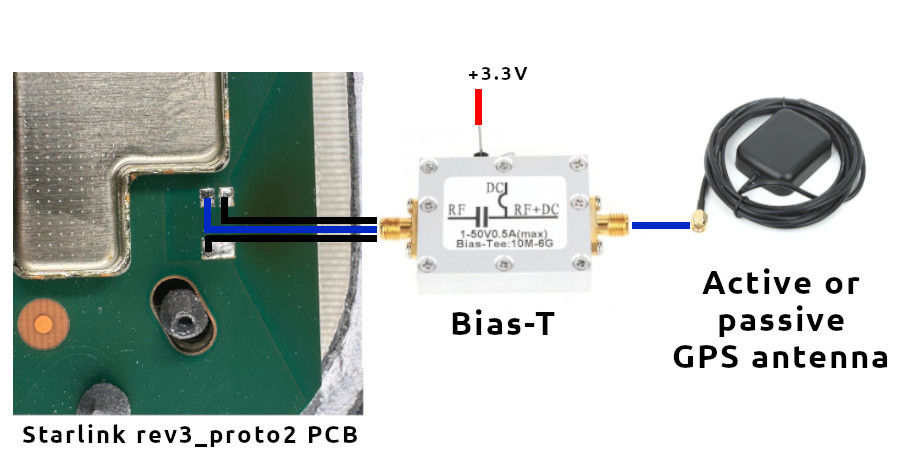 +3.3V
DC
RF
RF+DC
1-50V0.5A(max)
Bias-Tee:10M-6G
Bias-T
Active or
passive
GPS antenna
Starlink rev3_proto2 PCB